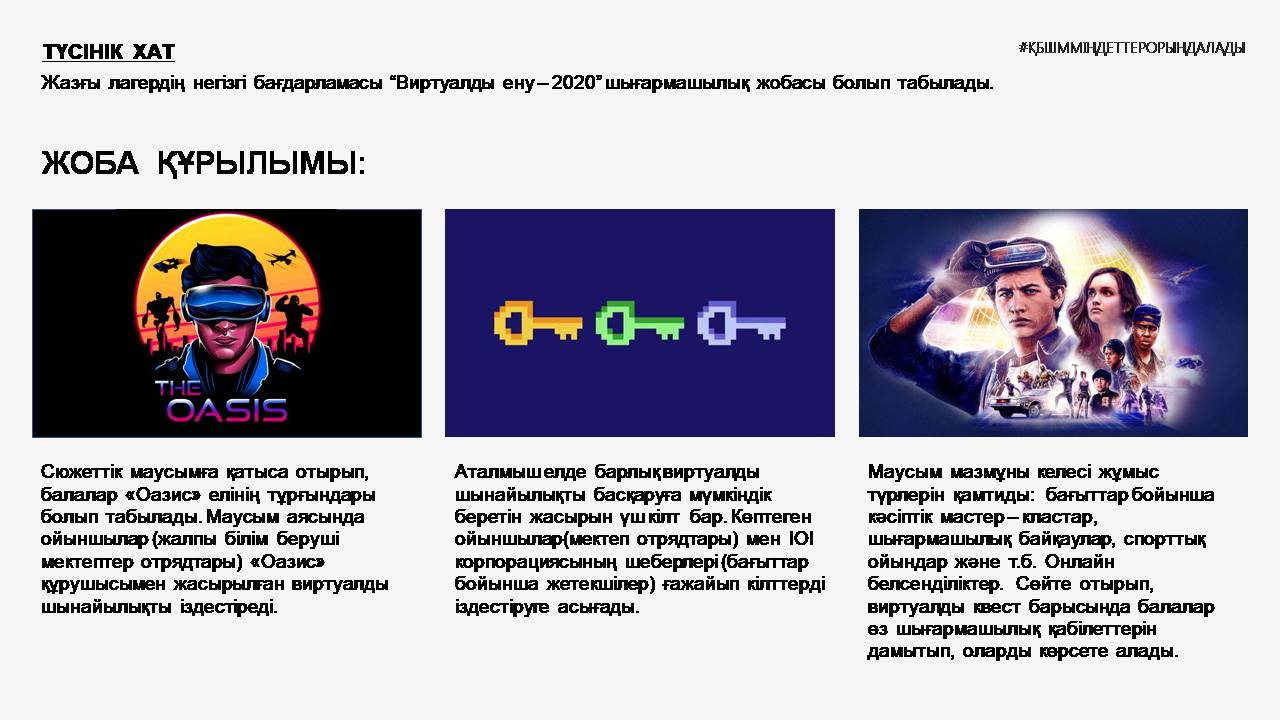 ТҮСІНІК ХАТ
#ҚБШММІНДЕТТЕРОРЫНДАЛАДЫ
Жазғы лагердің негізгі бағдарламасы “Виртуалды ену – 2020” шығармашылық жобасы болып табылады.
ЖОБА ҚҰРЫЛЫМЫ:
THE
OASIS
Сюжеттік маусымға қатыса отырып,
балалар «Оазис» елінің тұрғындары
болып табылады. Маусым аясында
ойыншылар (жалпы білім беруші
мектептер отрядтары) «Оазис»
құрушысымен жасырылған виртуалды
шынайылықты іздестіреді.
Аталмыш елде барлық виртуалды
шынайылықты басқаруға мүмкіндік
беретін жасырын үш кілт бар. Көптеген
ойыншылар(мектеп отрядтары) мен IOI
корпорациясының шеберлері (бағыттар
бойынша жетекшілер) ғажайып кілттерді
іздестіруге асығады.
Маусым мазмұны келесі жұмыс
түрлерін қамтиды: бағыттар бойынша
кәсіптік мастер – кластар,
шығармашылық байқаулар, спорттық
ойындар және т.б. Онлайн
белсенділіктер. Сөйте отырып,
виртуалды квест барысында балалар
өз шығармашылық қабілеттерін
дамытып, оларды көрсете алады.